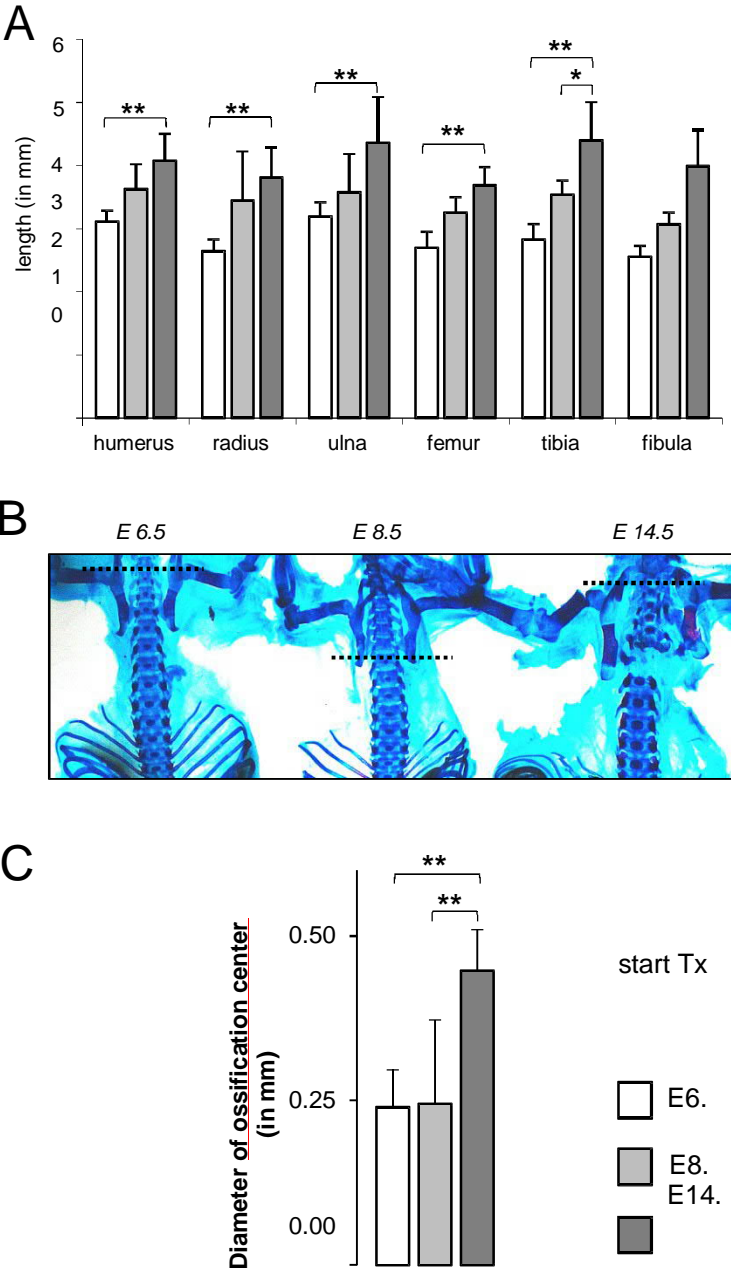 A
6
5
4
3
2
1
0
length (in mm)
**
**
**
**
**
*
humerus radius ulna femur tibia fibula
B
E 6.5 E 8.5 E 14.5
C
**
**
0.50
0.25
0.00
Diameter of ossification center
(in mm)
start Tx
E6.
E8.
E14.